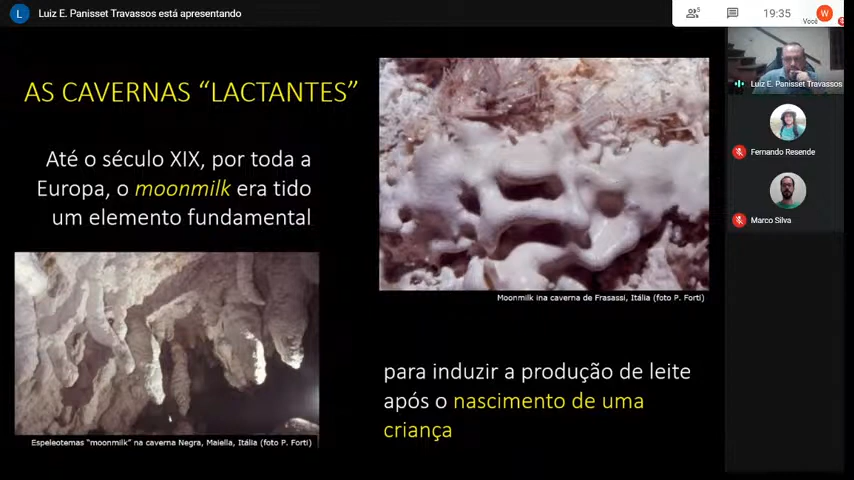 Luiz E. Panisset Travassos está apresentando
5
19:35
W
Você
L
AS CAVERNAS “LACTANTES”
Até o século XIX, por toda a
Europa, o moonmilk era tido
um elemento fundamental
Espeleotemas “moonmilk” na caverna Negra, Maiella, Itália (foto P. Forti)
Moonmilk ina caverna de Frasassi, Itália (foto P. Forti)
para induzir a produção de leite
após o nascimento de uma
criança
Luiz E. Panisset Travassos
Fernando Resende
Marco Silva